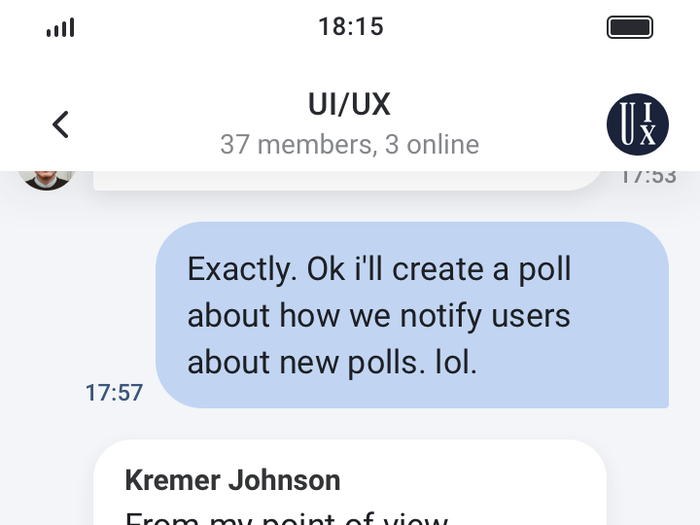 18:15
UI/UX
37 members, 3 online
UIX
17:53
Exactly. Ok i'll create a poll
about how we notify users
about new polls. lol.
17:57
Kremer Johnson
From my point of view